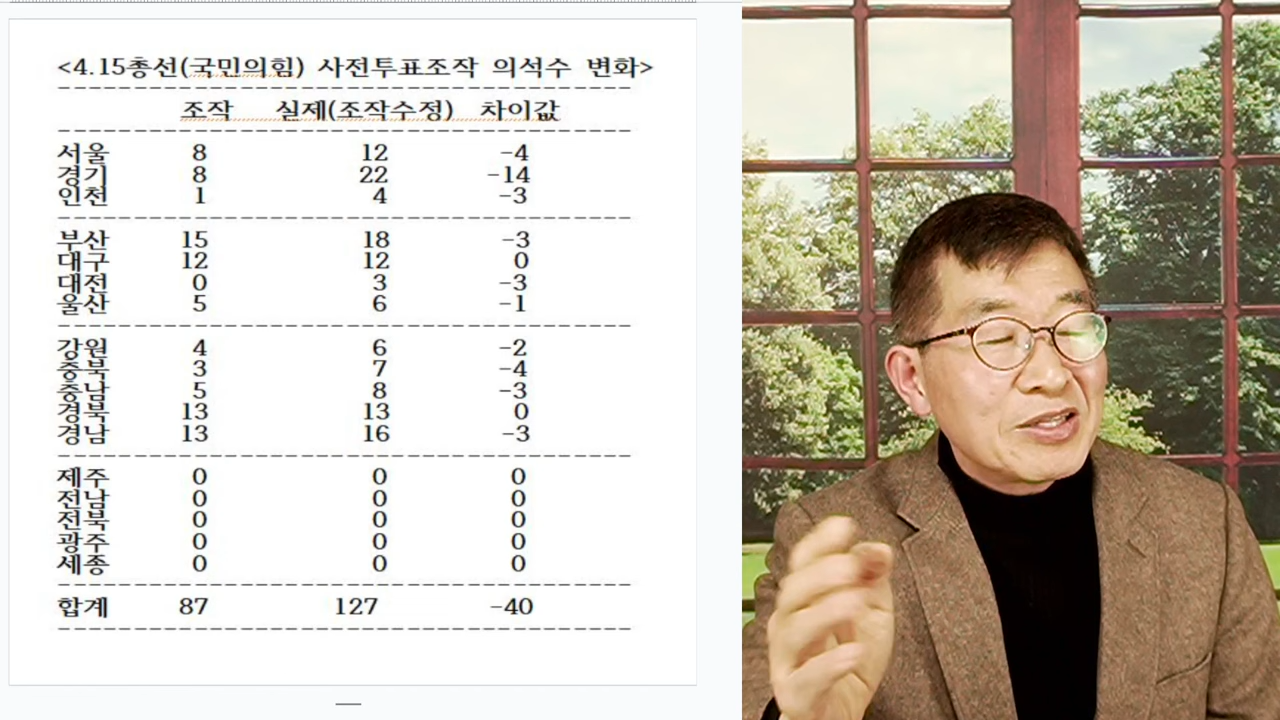 <4.15총선(국민의힘) 사전투표조작 의석수 변화>
조작 실제(조작수정) 차이값
서울 8 12 -4
경기 8 22 -14
인천 1 4 -3
부산 15 18 -3
대구 12 12 0
대전 0 3 -3
울산 5 6 -1
강원 4 6 -2
충북 3 7 -4
충남 5 8 -3
경북 13 13 0
경남 13 16 -3
제주 0 0 0
전남 0 0 0
전북 0 0 0
광주 0 0 0
세종 0 0 0
합계 87 127 -40